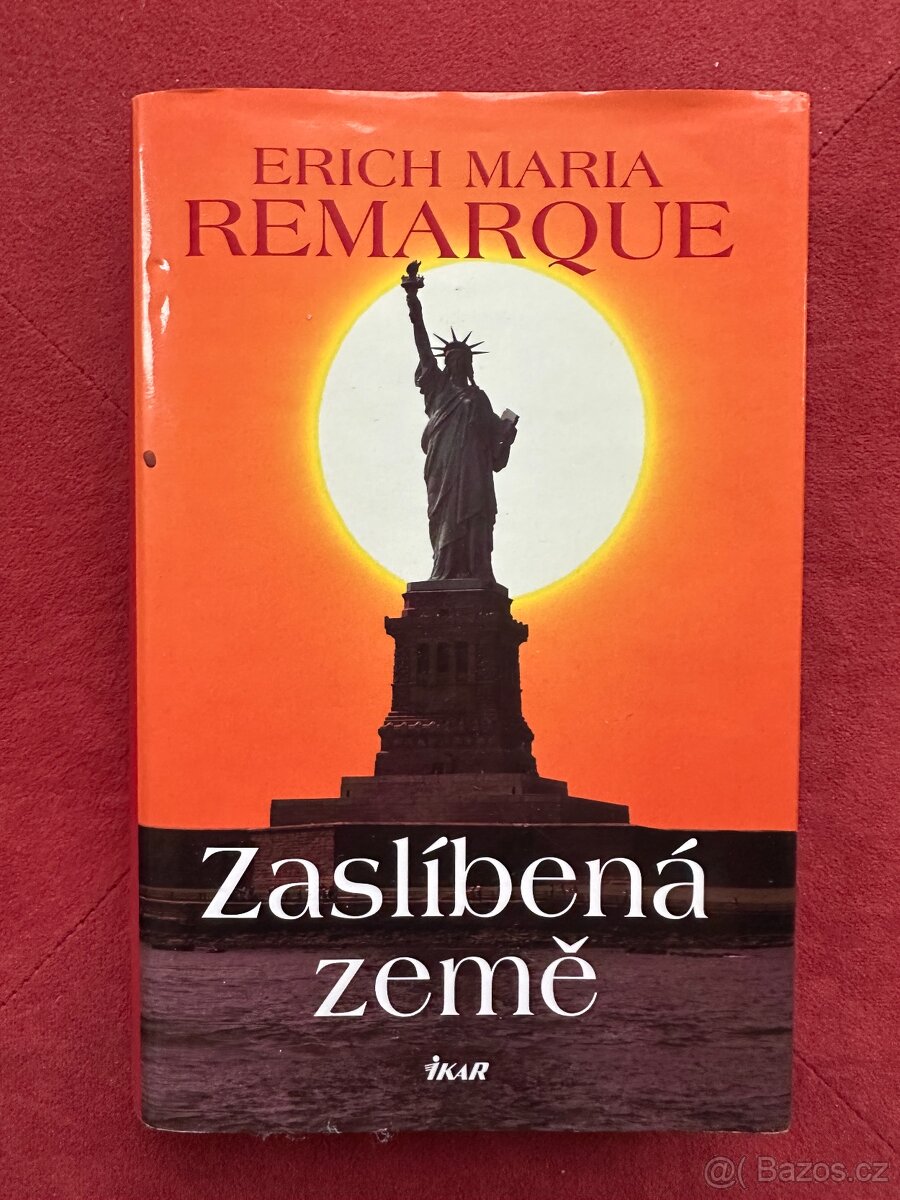 ERICH MARIA
REMARQUE
Zaslíbená
země
iKAR
@( Bazos.cz